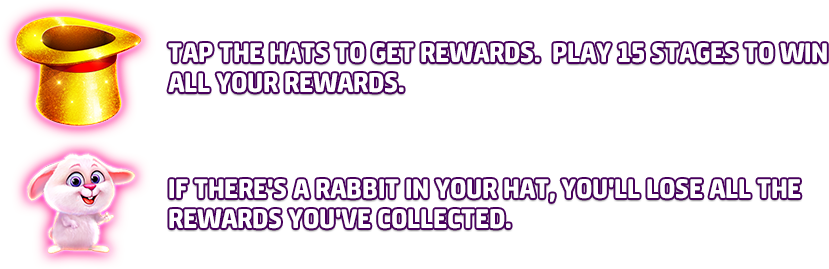 TAP THE HATS TO GET REWARDS. PLAY 15 STAGES TO WIN
ALL YOUR REWARDS.
IF THERE'S A RABBIT IN YOUR HAT, YOU'LL LOSE ALL THE
REWARDS YOU'VE COLLECTED.